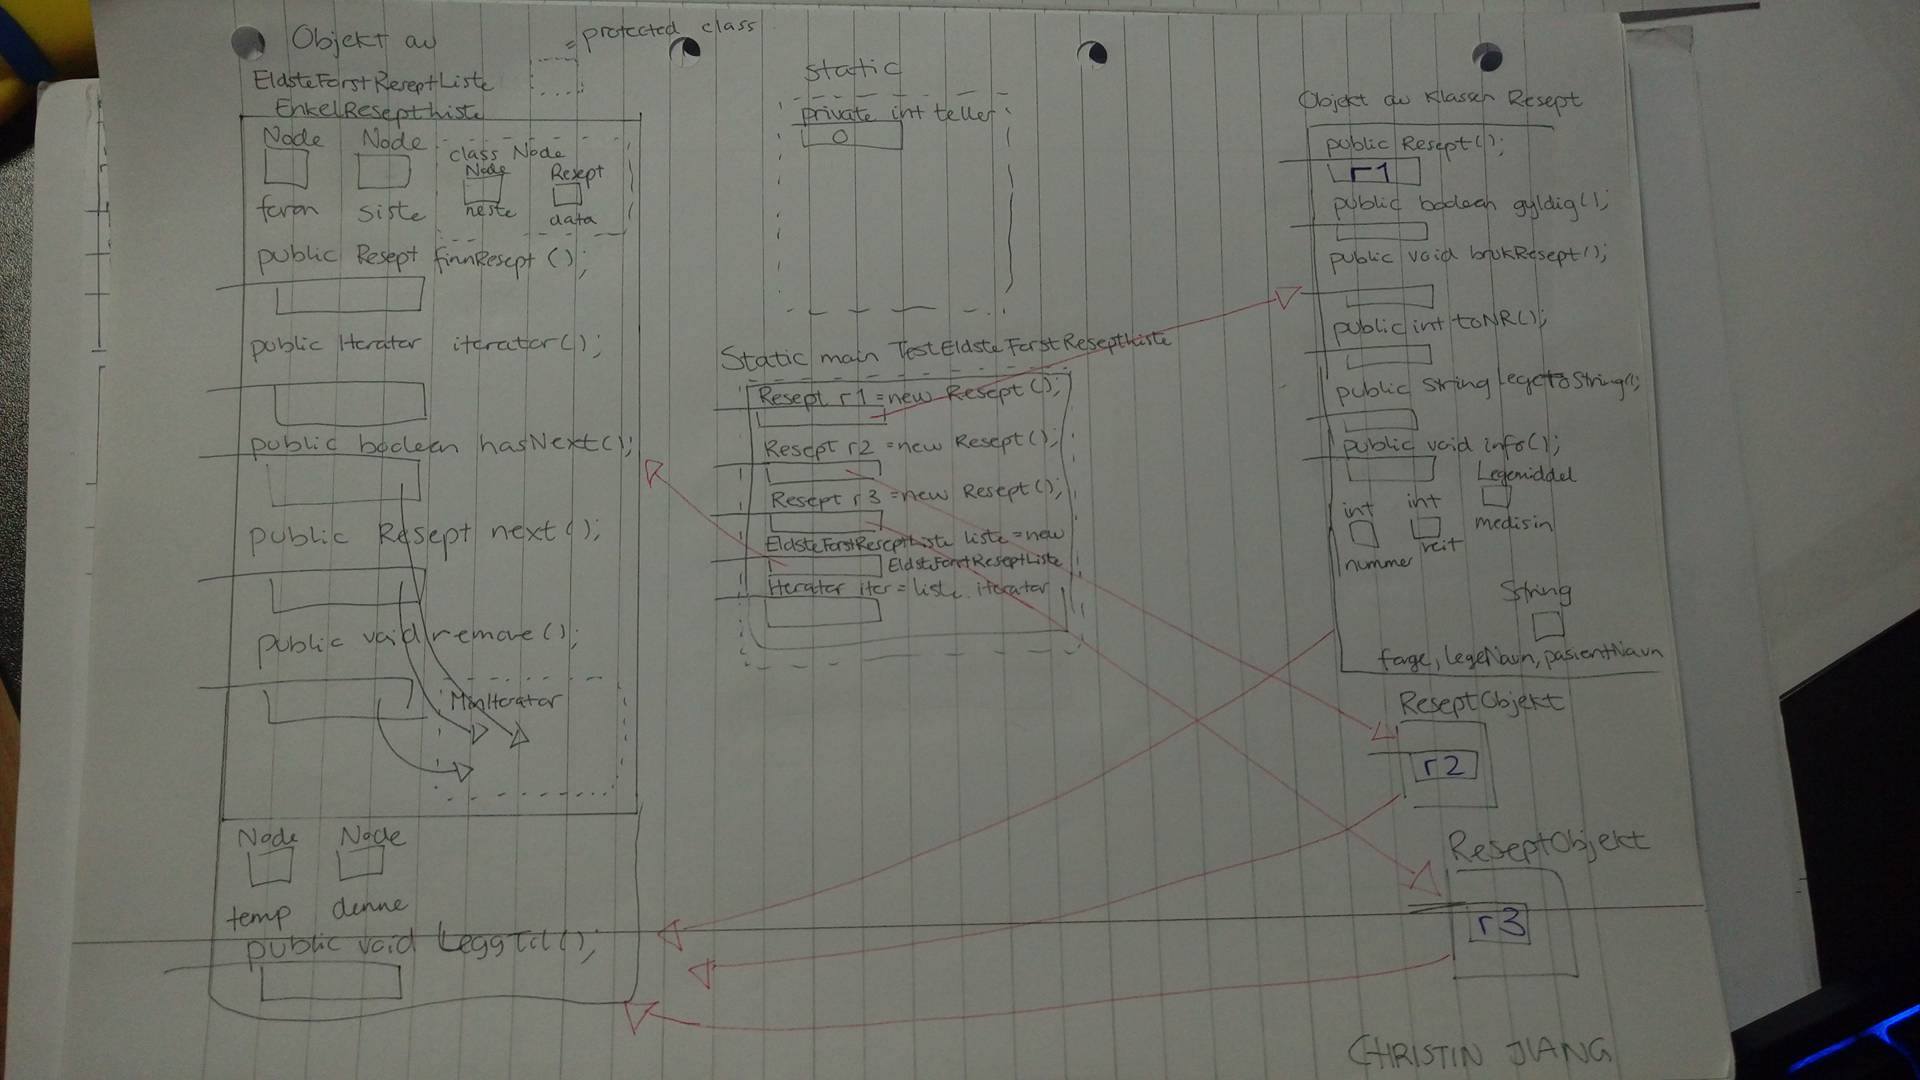 Objekt av
= protected class
EldsteFørstReseptListe
EnkelReseptListe
Node
Node
class Node
Node
Resept
foran
siste
neste
data
public Resept finnResept();
public Iterator iterator();
public boolean hasNext();
public Resept next();
public void remove();
MinIterator
Node
Node
temp
denne
public void LeggTil();
static
private int teller
0
Static main TestEldsteFørstReseptListe
Resept r1 = new Resept();
Resept r2 = new Resept();
Resept r3 = new Resept();
EldsteFørstReseptListe liste = new
EldsteFørstReseptListe
Iterator iter = liste.iterator
Objekt av klassen Resept
public Resept();
r1
public boolean gyldig();
public void brukResept();
public int toNR();
public String legetoString();
public void info();
int
int
Legemiddel
nummer
reit
medisin
String
farge, legeNavn, pasientNavn
ReseptObjekt
r2
ReseptObjekt
r3
CHRISTIN JIANG